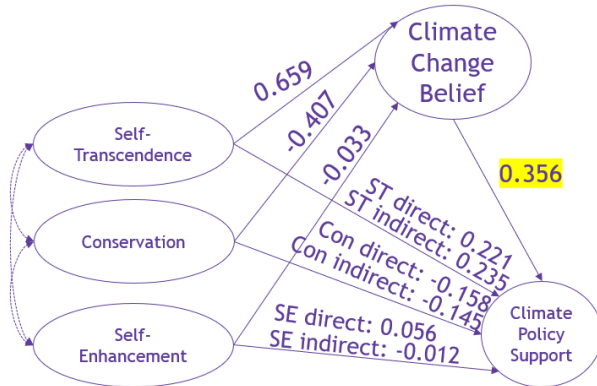 Climate
Change
Belief
0.659
-0.407
-0.033
0.356
Self-
Transcendence
ST direct: 0.221
ST indirect: 0.235
Conservation
Con direct: -0.158
Con indirect: -0.145
Self-
Enhancement
SE direct: 0.056
SE indirect: -0.012
Climate
Policy
Support